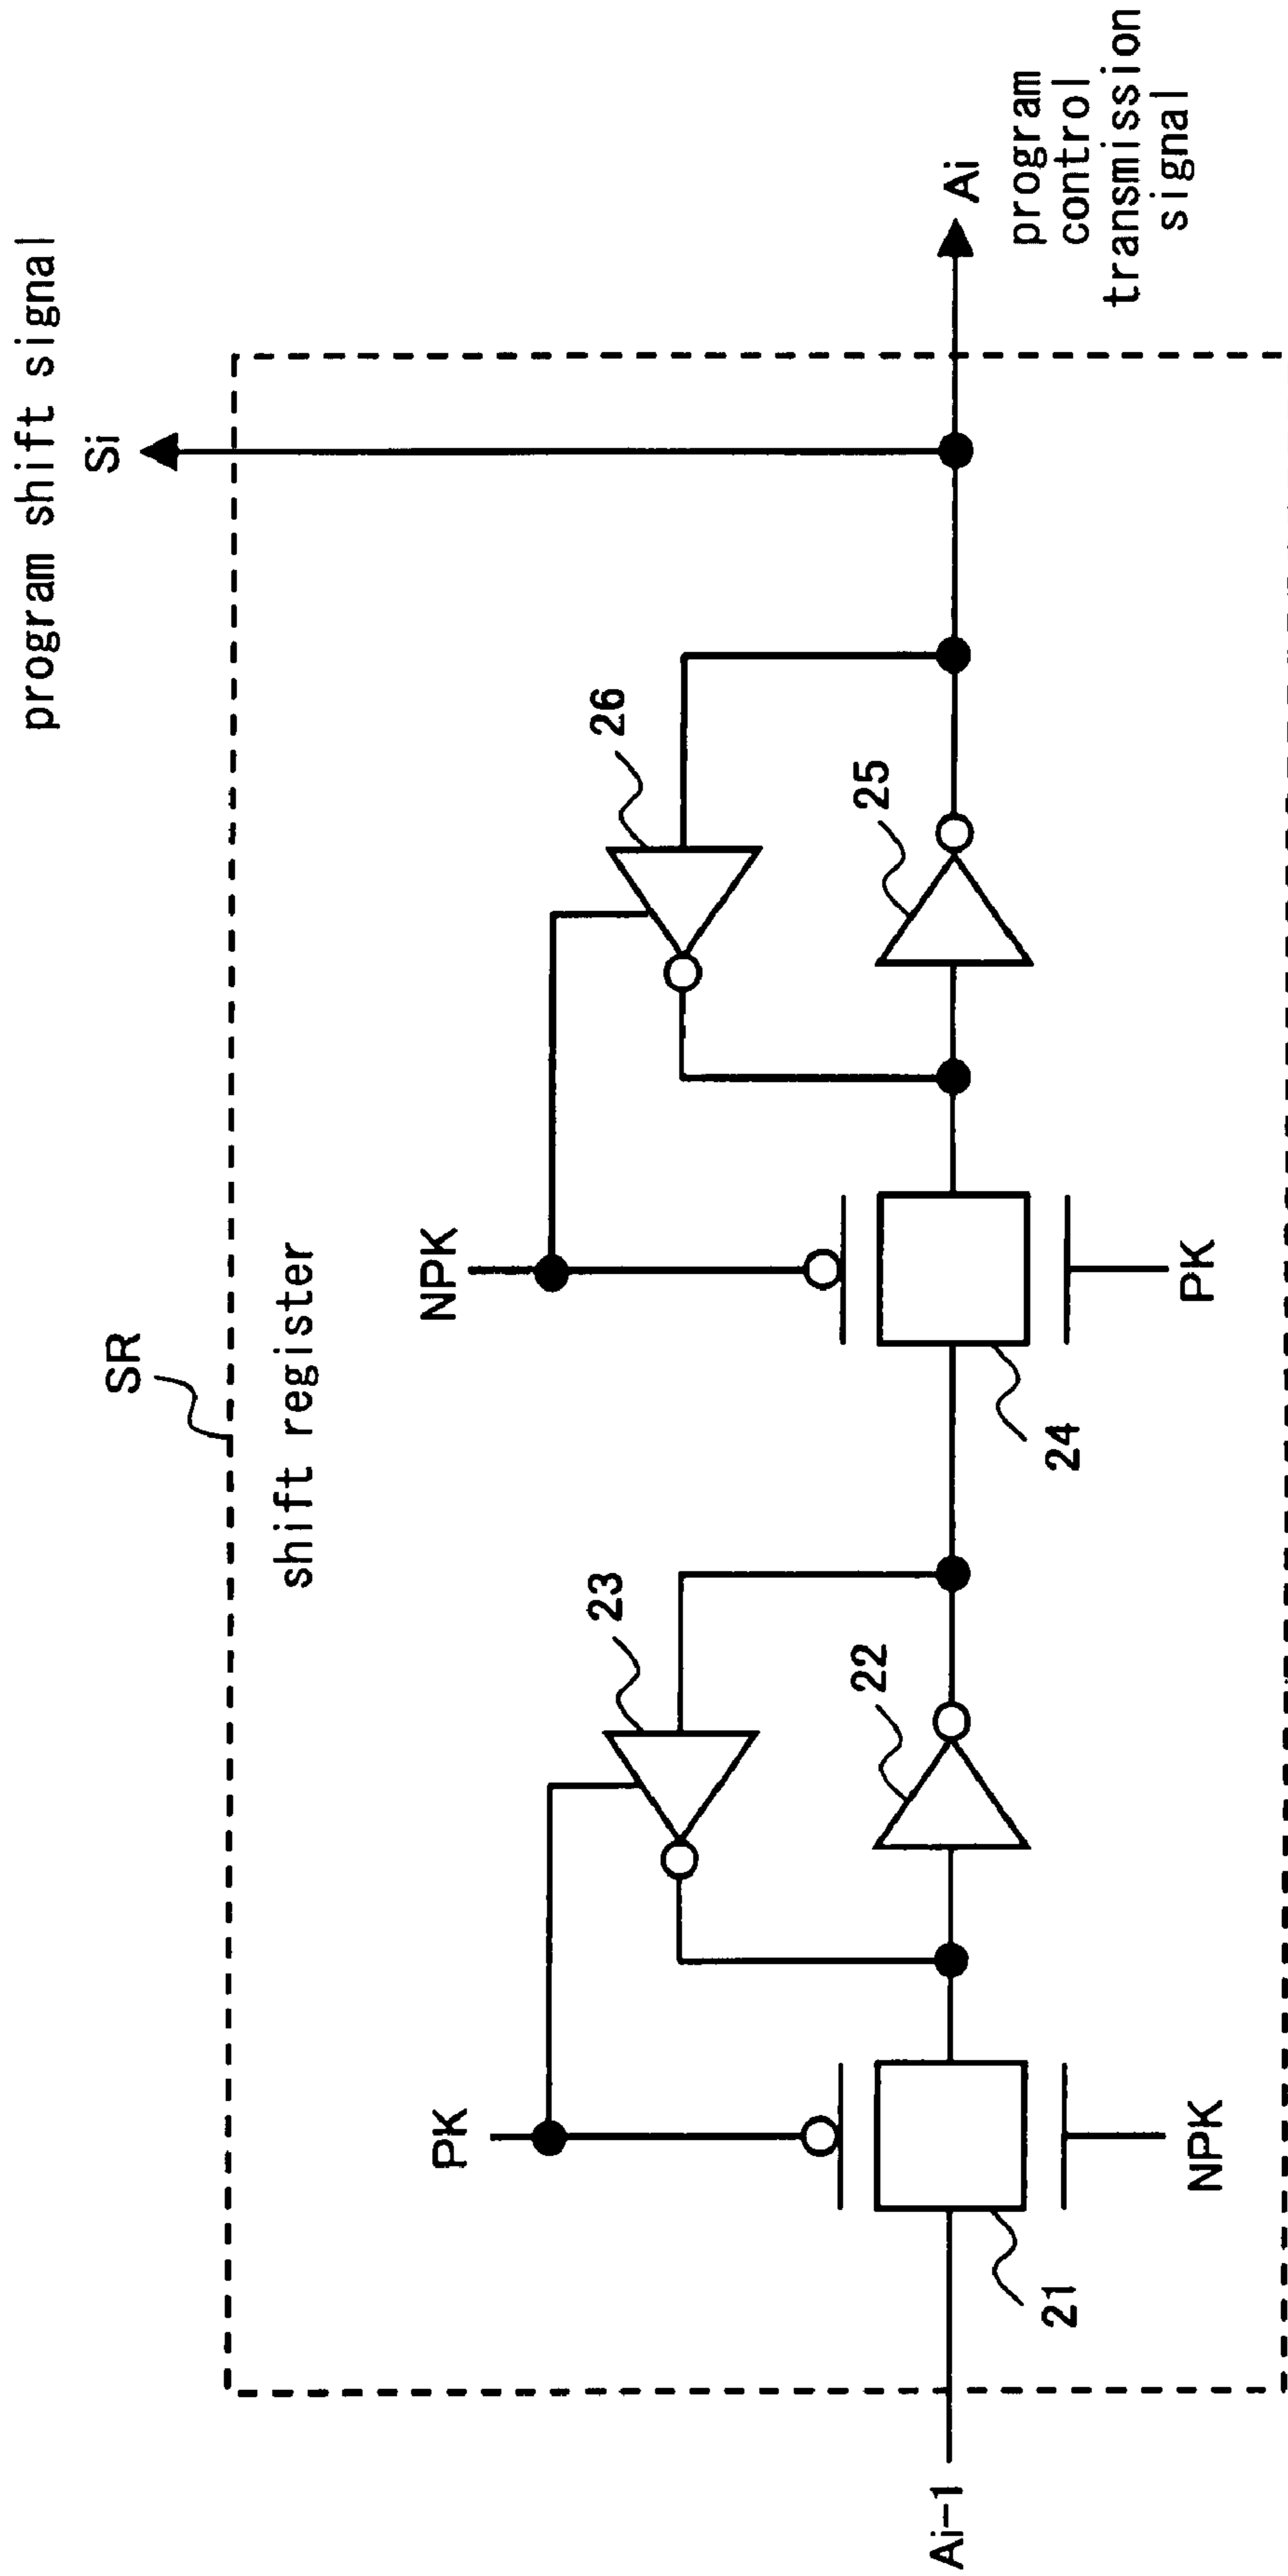 program shift signal
Si
SR
shift register
PK
NPK
23
26
22
25
Ai-1
21
NPK
24
PK
Ai
program
control
transmission
signal